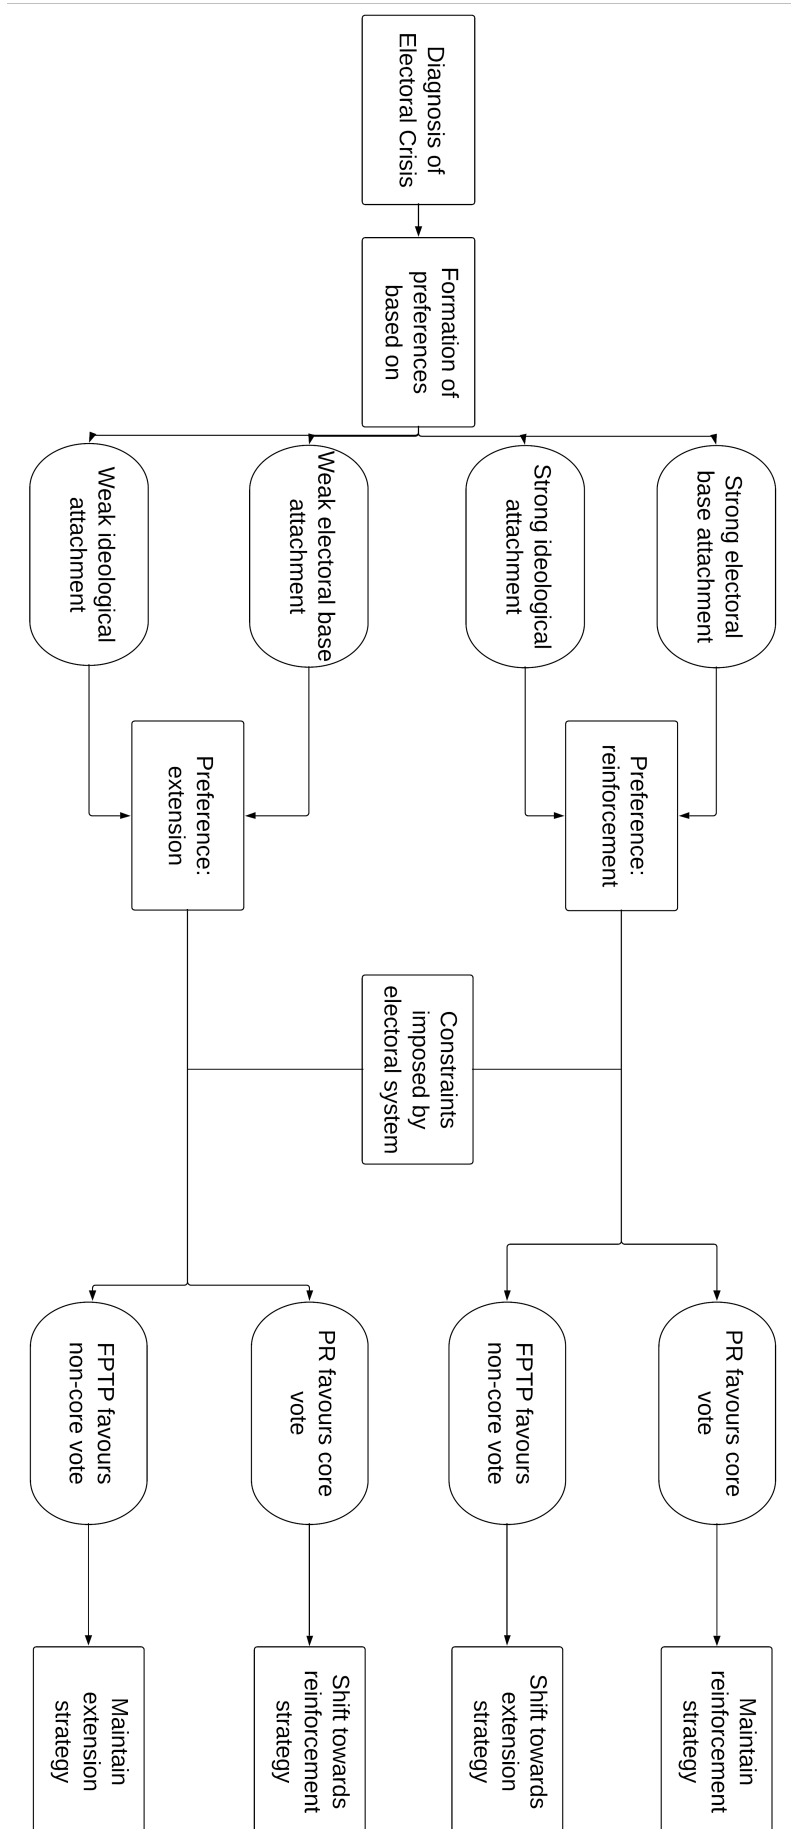 Diagnosis of
Electoral Crisis
Formation of
preferences
based on
Strong electoral
base attachment
Strong ideological
attachment
Weak electoral base
attachment
Weak ideological
attachment
Preference:
reinforcement
Preference:
extension
Constraints
imposed by
electoral system
PR favours core
vote
FPTP favours
non-core vote
PR favours core
vote
FPTP favours
non-core vote
Maintain
reinforcement
strategy
Shift towards
extension
strategy
Shift towards
reinforcement
strategy
Maintain
extension
strategy